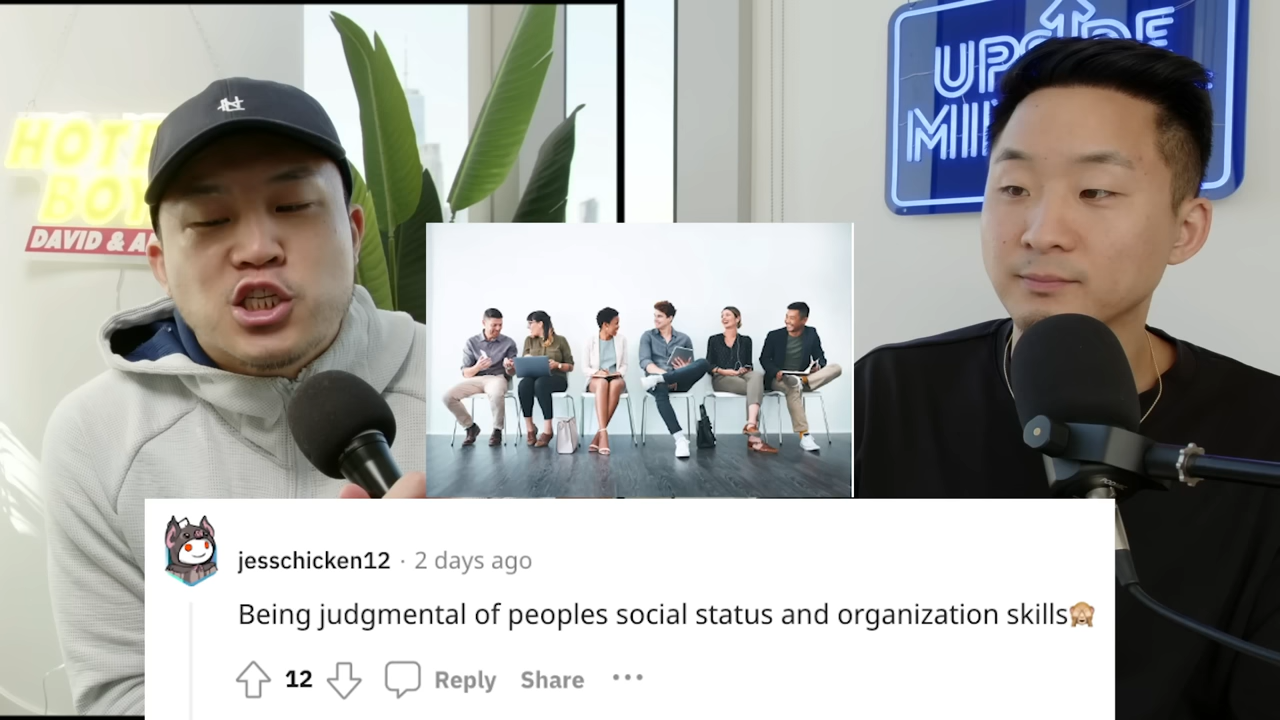 HOT
BOY
DAVID & A
UPSIDE
MI
jesschicken12 · 2 days ago
Being judgmental of peoples social status and organization skills🙈
12
Reply
Share